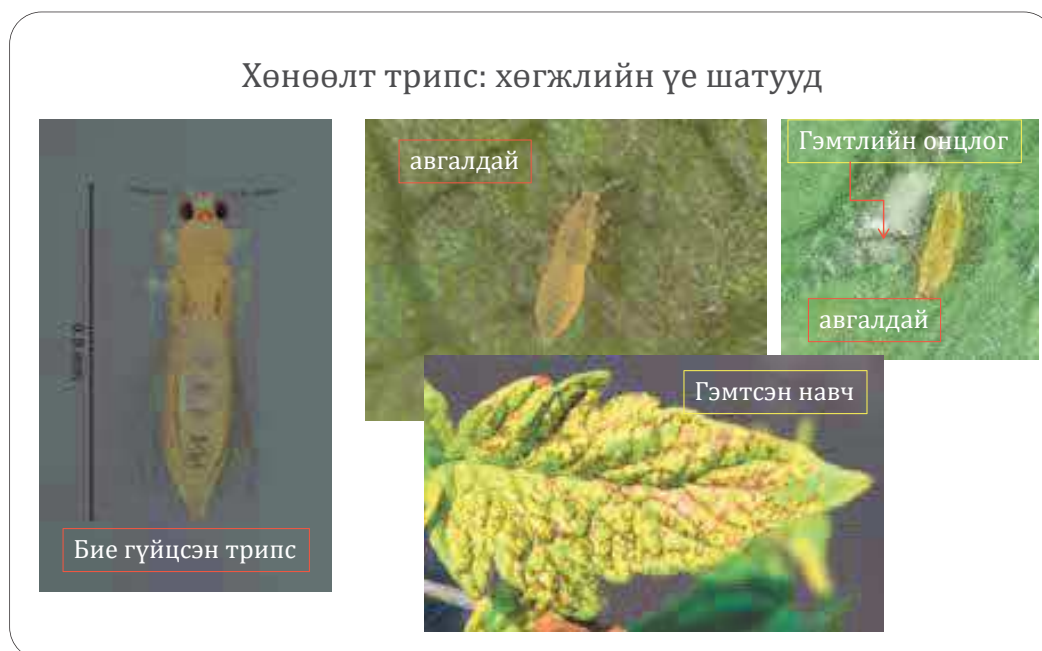 Хөнөөлт трипс: хөгжлийн үе шатууд
авгалдай
Гэмтлийн онцлог
авгалдай
Гэмтсэн навч
Бие гүйцсэн трипс